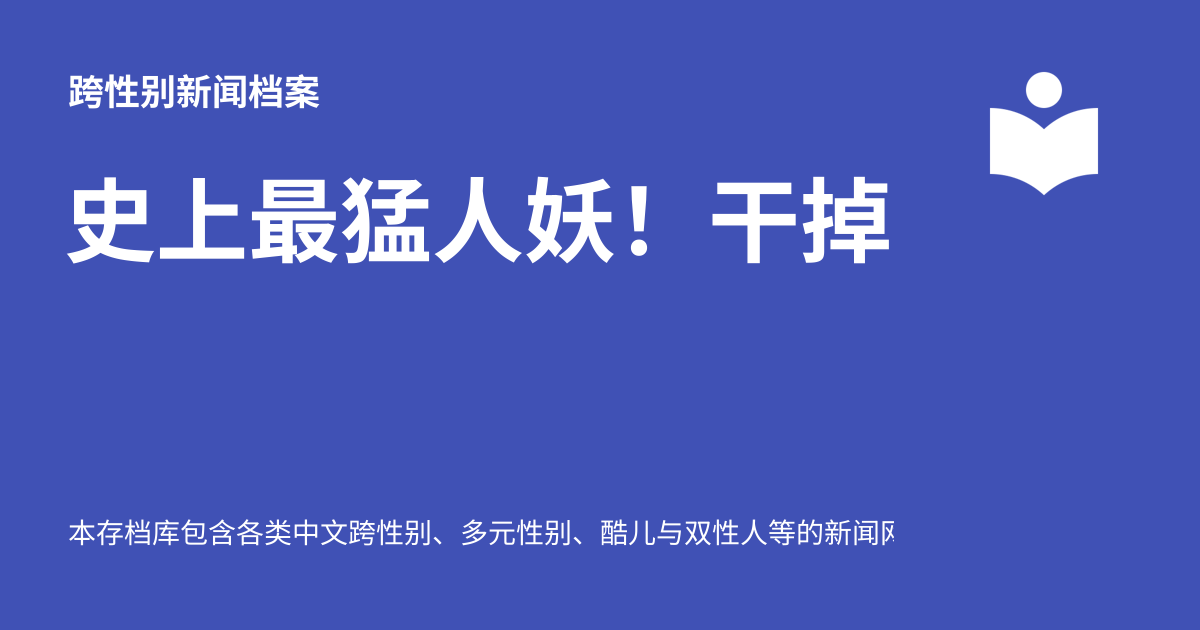 跨性别新闻档案
史上最猛人妖！干掉
本存档库包含各类中文跨性别、多元性别、酷儿与双性人等的新闻